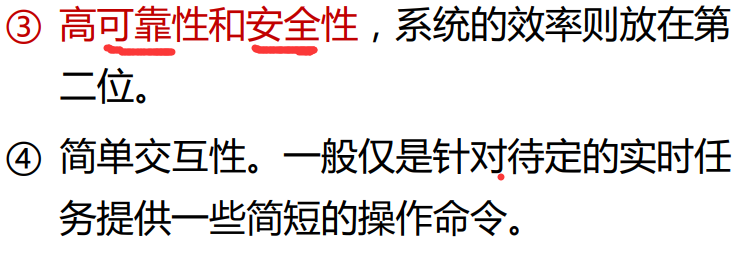 ③ 高可靠性和安全性，系统的效率则放在第
二位。
④ 简单交互性。一般仅是针对待定的实时任
务提供一些简短的操作命令。